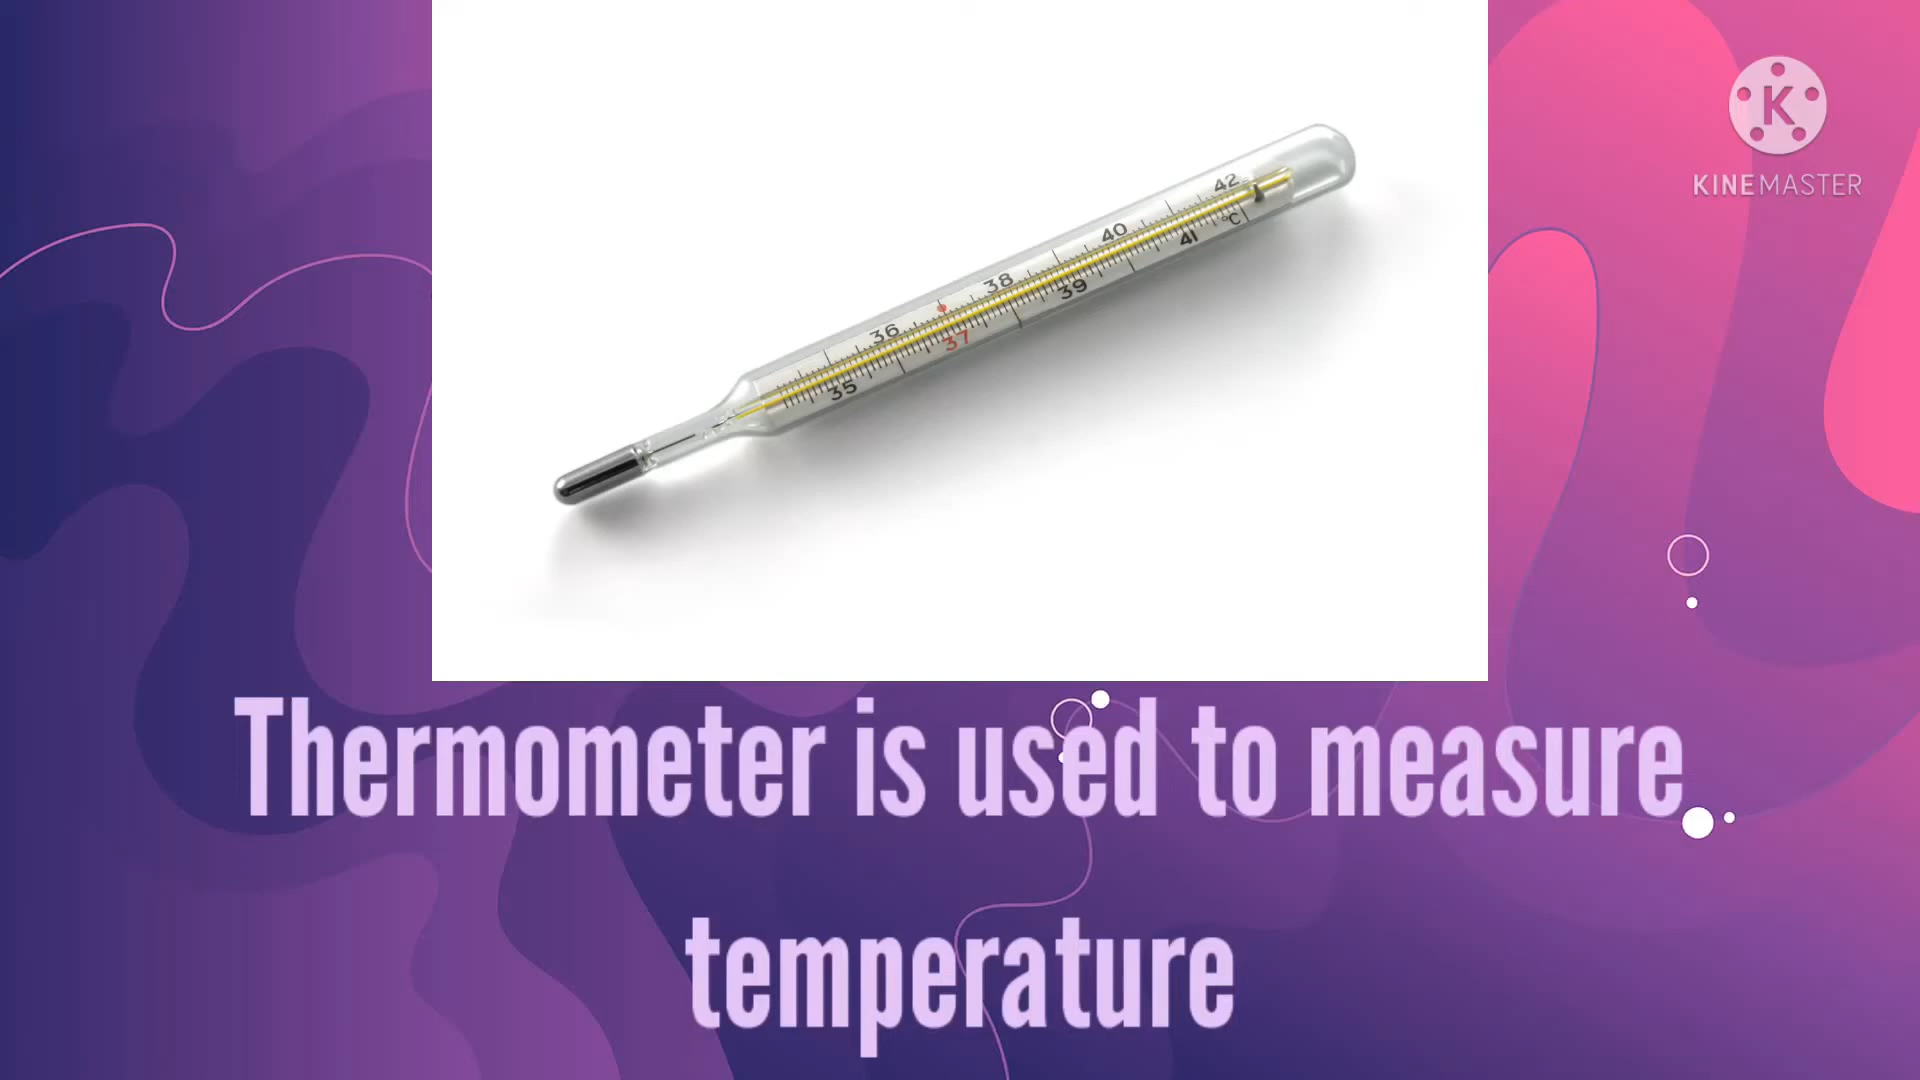 K
KINEMASTER
42
°C
41
40
39
38
37
36
35
Thermometer is used to measure
temperature